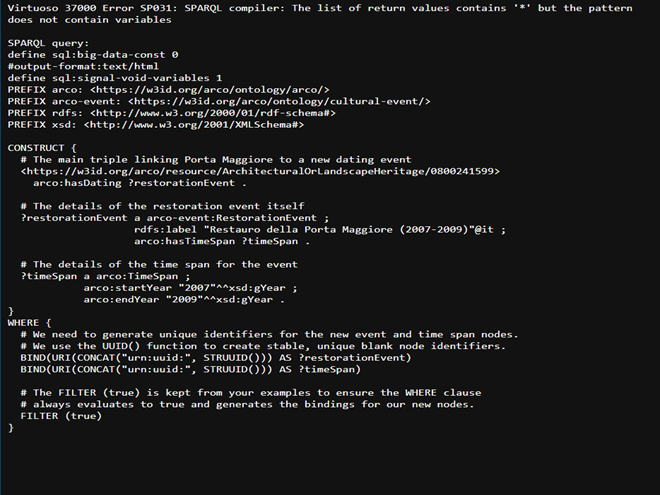 Virtuoso 37000 Error SP031: SPARQL compiler: The list of return values contains '*' but the pattern
does not contain variables
SPARQL query:
define sql:big-data-const 0
#output-format:text/html
define sql:signal-void-variables 1
PREFIX arco: <https://w3id.org/arco/ontology/arco/>
PREFIX arco-event: <https://w3id.org/arco/ontology/cultural-event/>
PREFIX rdfs: <http://www.w3.org/2000/01/rdf-schema#>
PREFIX xsd: <http://www.w3.org/2001/XMLSchema#>
CONSTRUCT {
# The main triple linking Porta Maggiore to a new dating event
<https://w3id.org/arco/resource/ArchitecturalOrLandscapeHeritage/0800241599>
arco:hasDating ?restorationEvent .
# The details of the restoration event itself
?restorationEvent a arco-event:RestorationEvent ;
rdfs:label "Restauro della Porta Maggiore (2007-2009)"@it ;
arco:hasTimeSpan ?timeSpan .
# The details of the time span for the event
?timeSpan a arco:TimeSpan ;
arco:startYear "2007"^^xsd:gYear ;
arco:endYear "2009"^^xsd:gYear .
}
WHERE {
# We need to generate unique identifiers for the new event and time span nodes.
# We use the UUID() function to create stable, unique blank node identifiers.
BIND(URI(CONCAT("urn:uuid:", STRUUID())) AS ?restorationEvent)
BIND(URI(CONCAT("urn:uuid:", STRUUID())) AS ?timeSpan)
# The FILTER (true) is kept from your examples to ensure the WHERE clause
# always evaluates to true and generates the bindings for our new nodes.
FILTER (true)
}